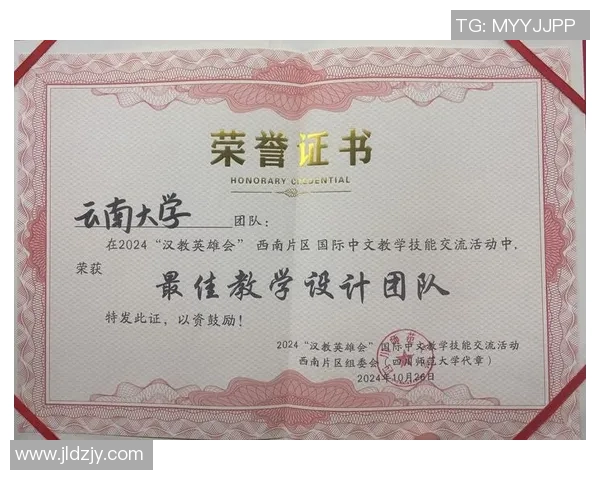 TG: MYYJJPP
荣誉证书
HONORARY CREDENTIAL
云南大学团队：
在2024“汉教英雄会”西南片区国际中文教学技能交流活动中，
荣获
最佳教学设计团队
特发此证，以资鼓励！
2024“汉教英雄会”国际中文教学技能交流活动
西南片区组委会（四川师范大学代章）
2024年10月26日
www.jldzjy.com